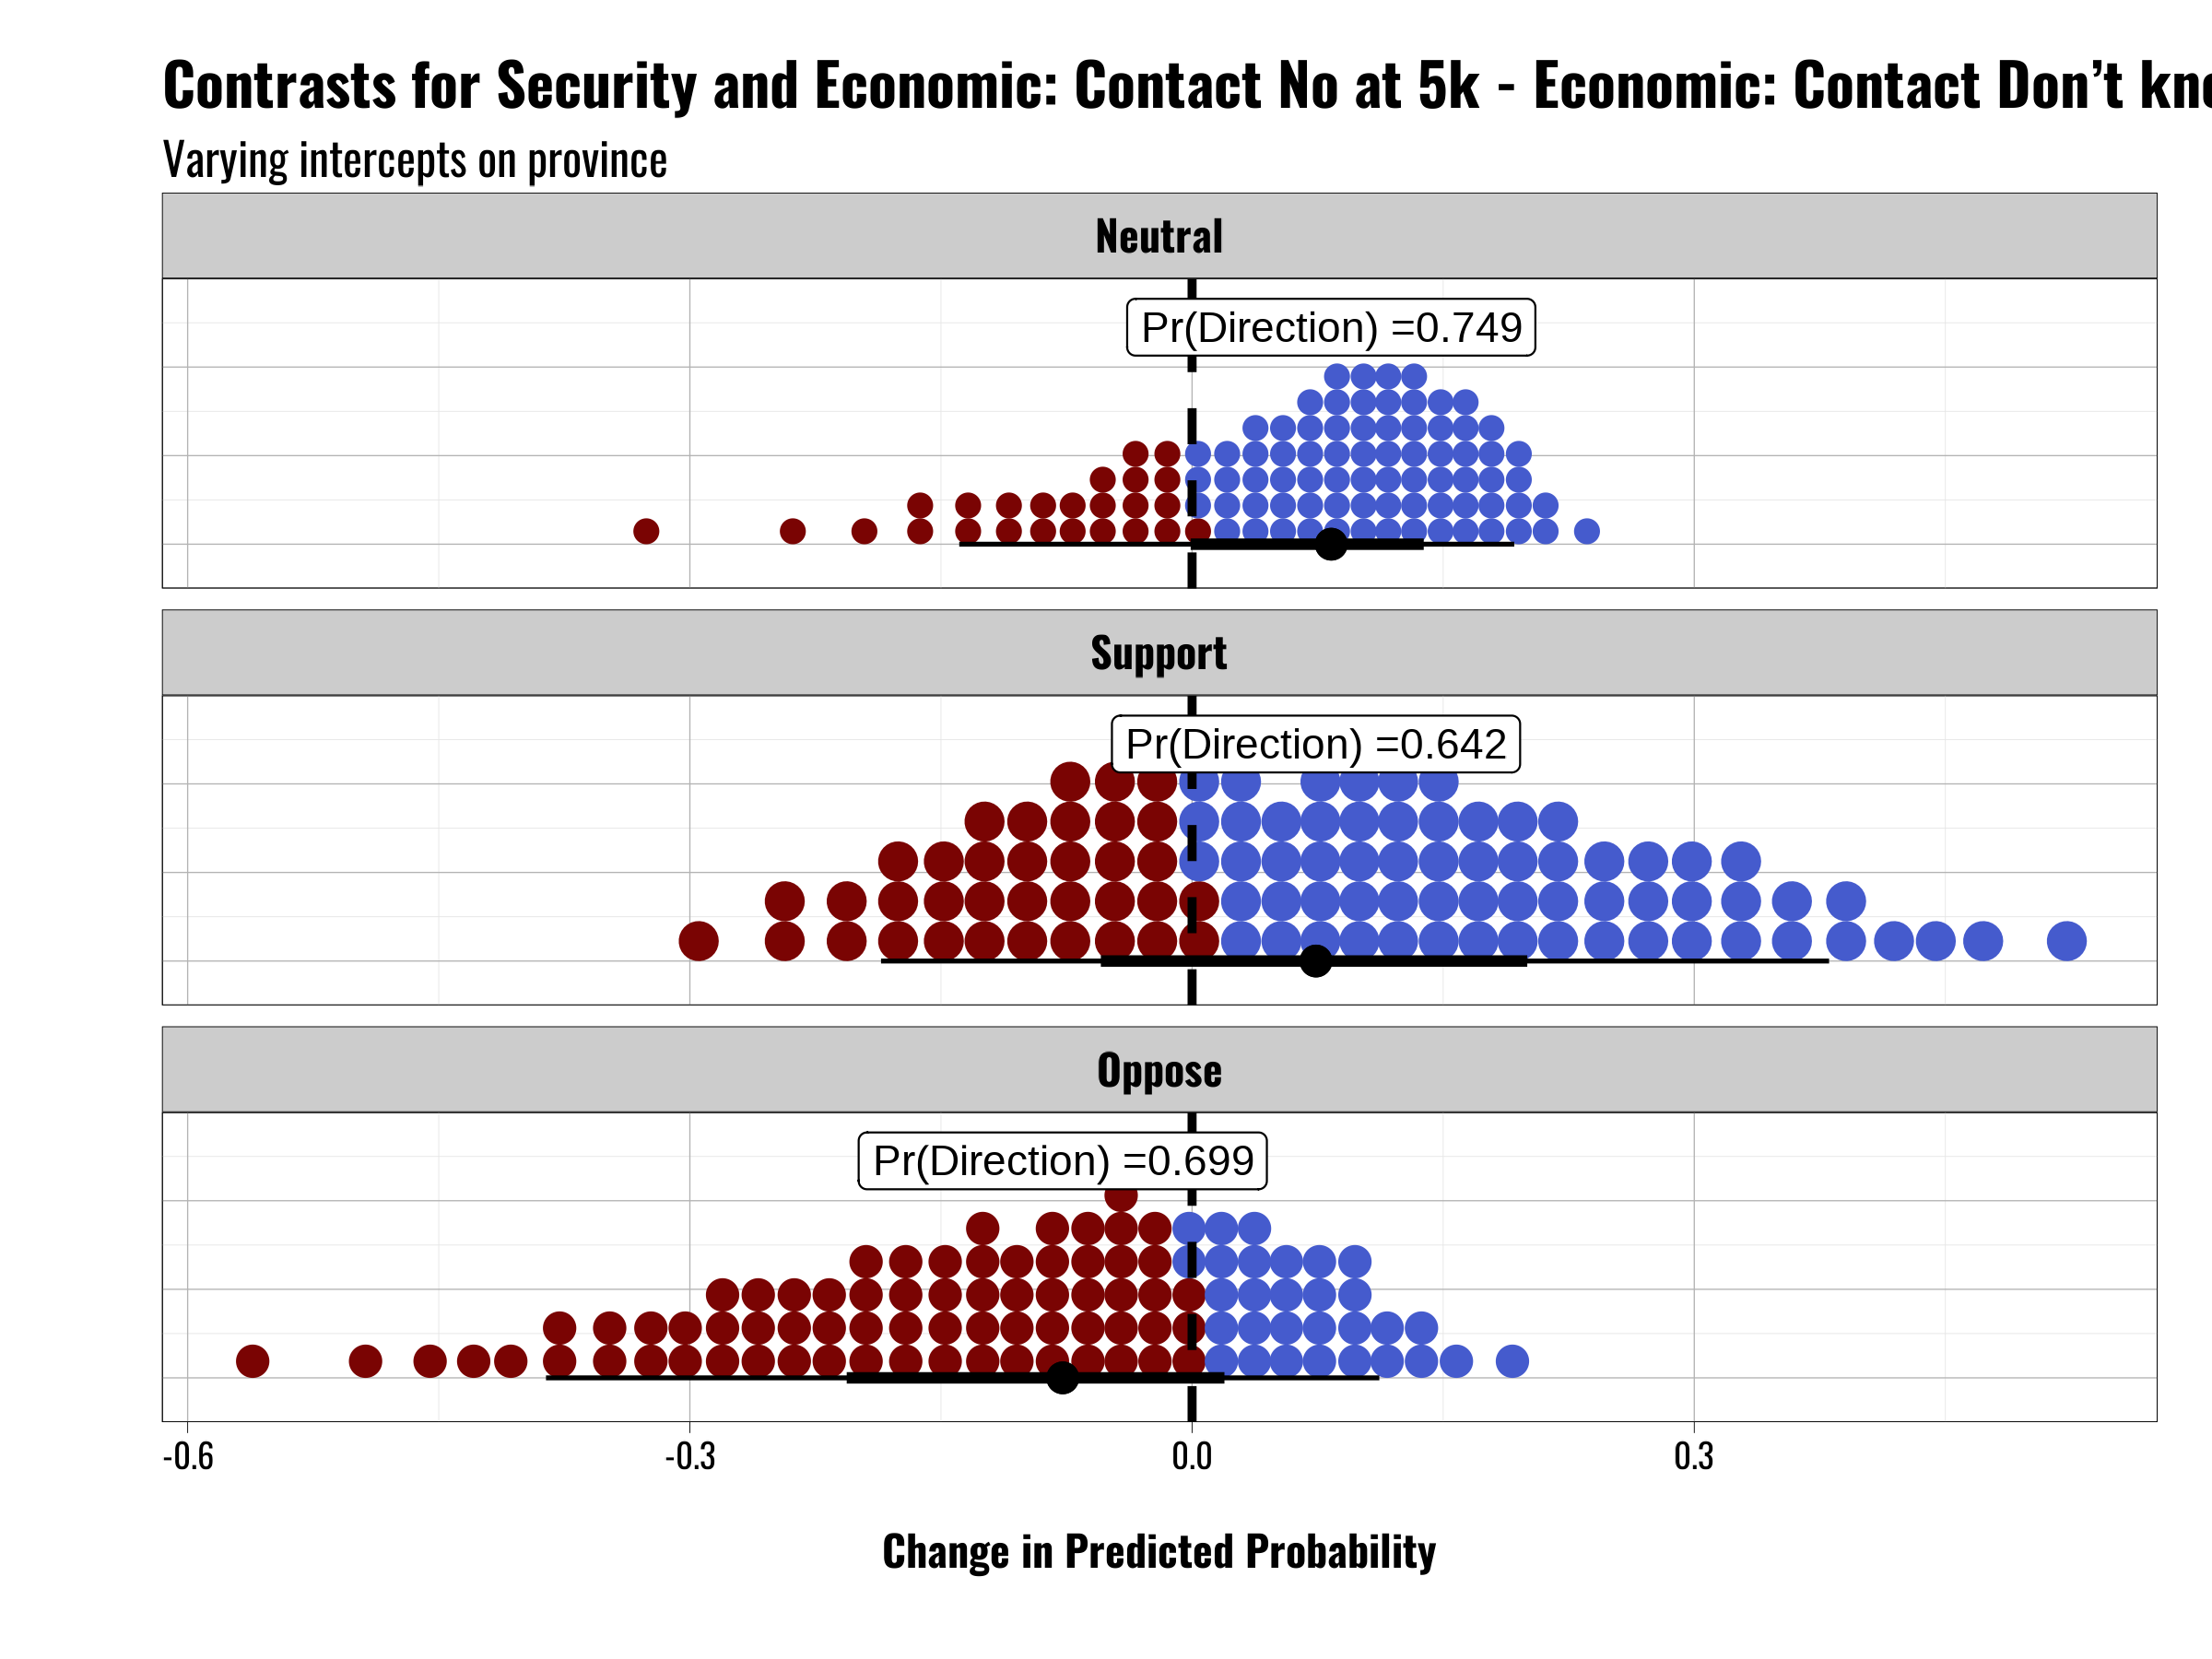 Contrasts for Security and Economic: Contact No at 5k - Economic: Contact Don’t
Varying intercepts on province
Neutral
Pr(Direction) =0.749
Support
Pr(Direction) =0.642
Oppose
Pr(Direction) =0.699
-0.6 -0.3 0.0 0.3
Change in Predicted Probability